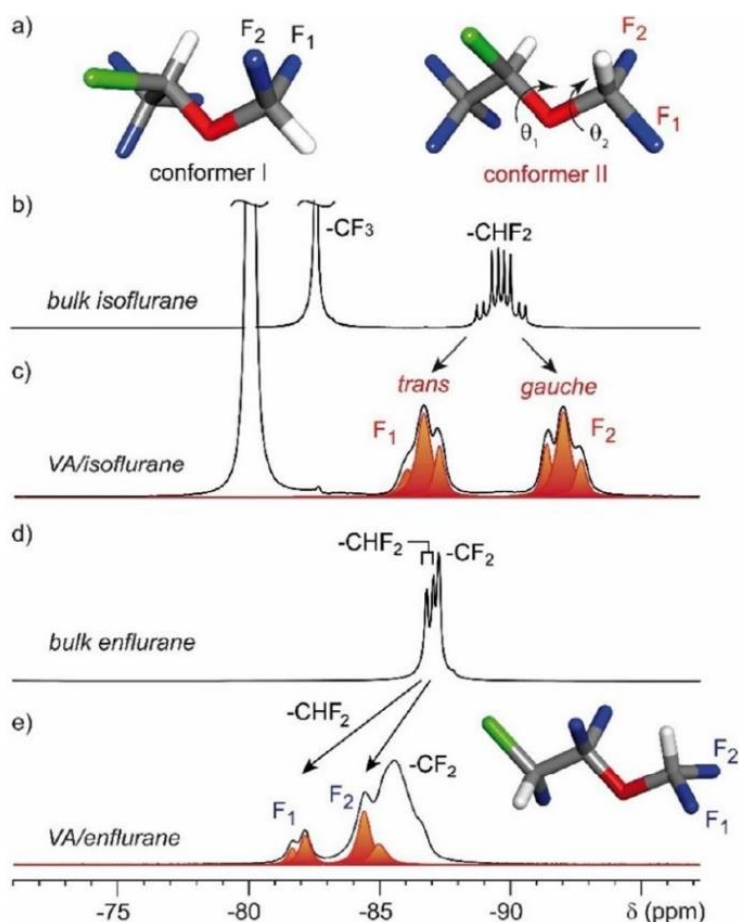 a)
F2 F1
F2
θ1
θ2
F1
conformer I
conformer II
b)
-CF3
-CHF2
bulk isoflurane
c)
trans
gauche
F1
F2
VA/isoflurane
d)
-CHF2
-CF2
bulk enflurane
e)
-CHF2
-CF2
F2
F1
F2
F1
VA/enflurane
-75 -80 -85 -90 δ (ppm)